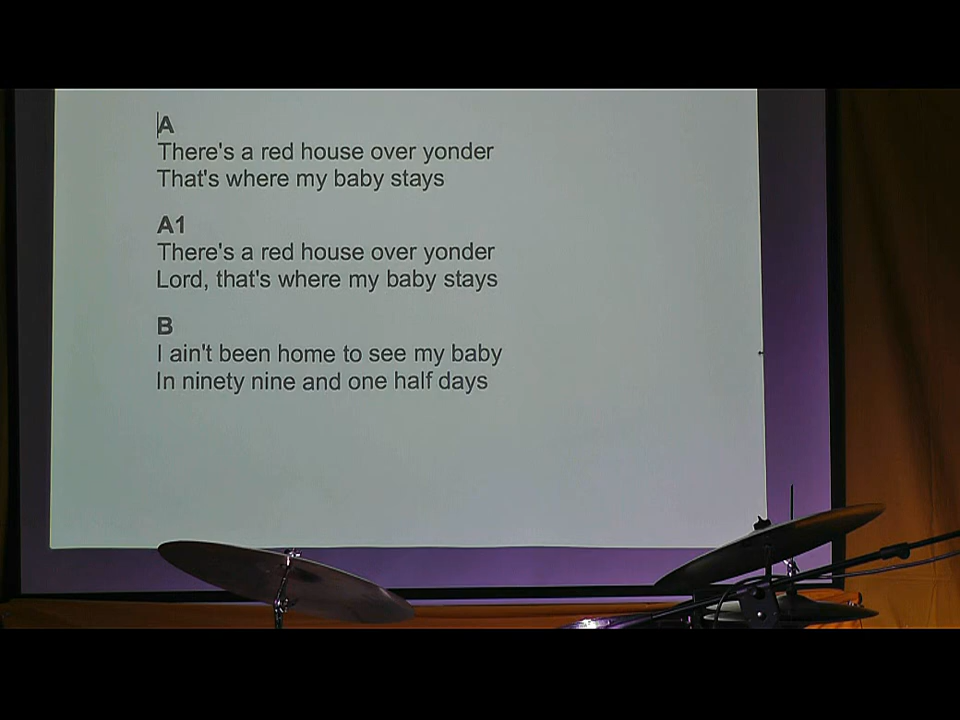 A
There's a red house over yonder
That's where my baby stays
A1
There's a red house over yonder
Lord, that's where my baby stays
B
I ain't been home to see my baby
In ninety nine and one half days